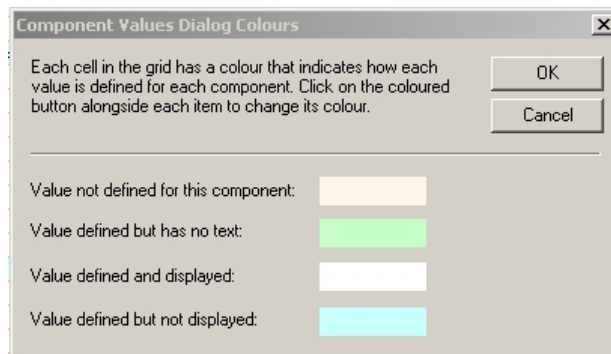 Component Values Dialog Colours
Each cell in the grid has a colour that indicates how each
value is defined for each component. Click on the coloured
button alongside each item to change its colour.
OK
Cancel
Value not defined for this component:
Value defined but has no text:
Value defined and displayed:
Value defined but not displayed: